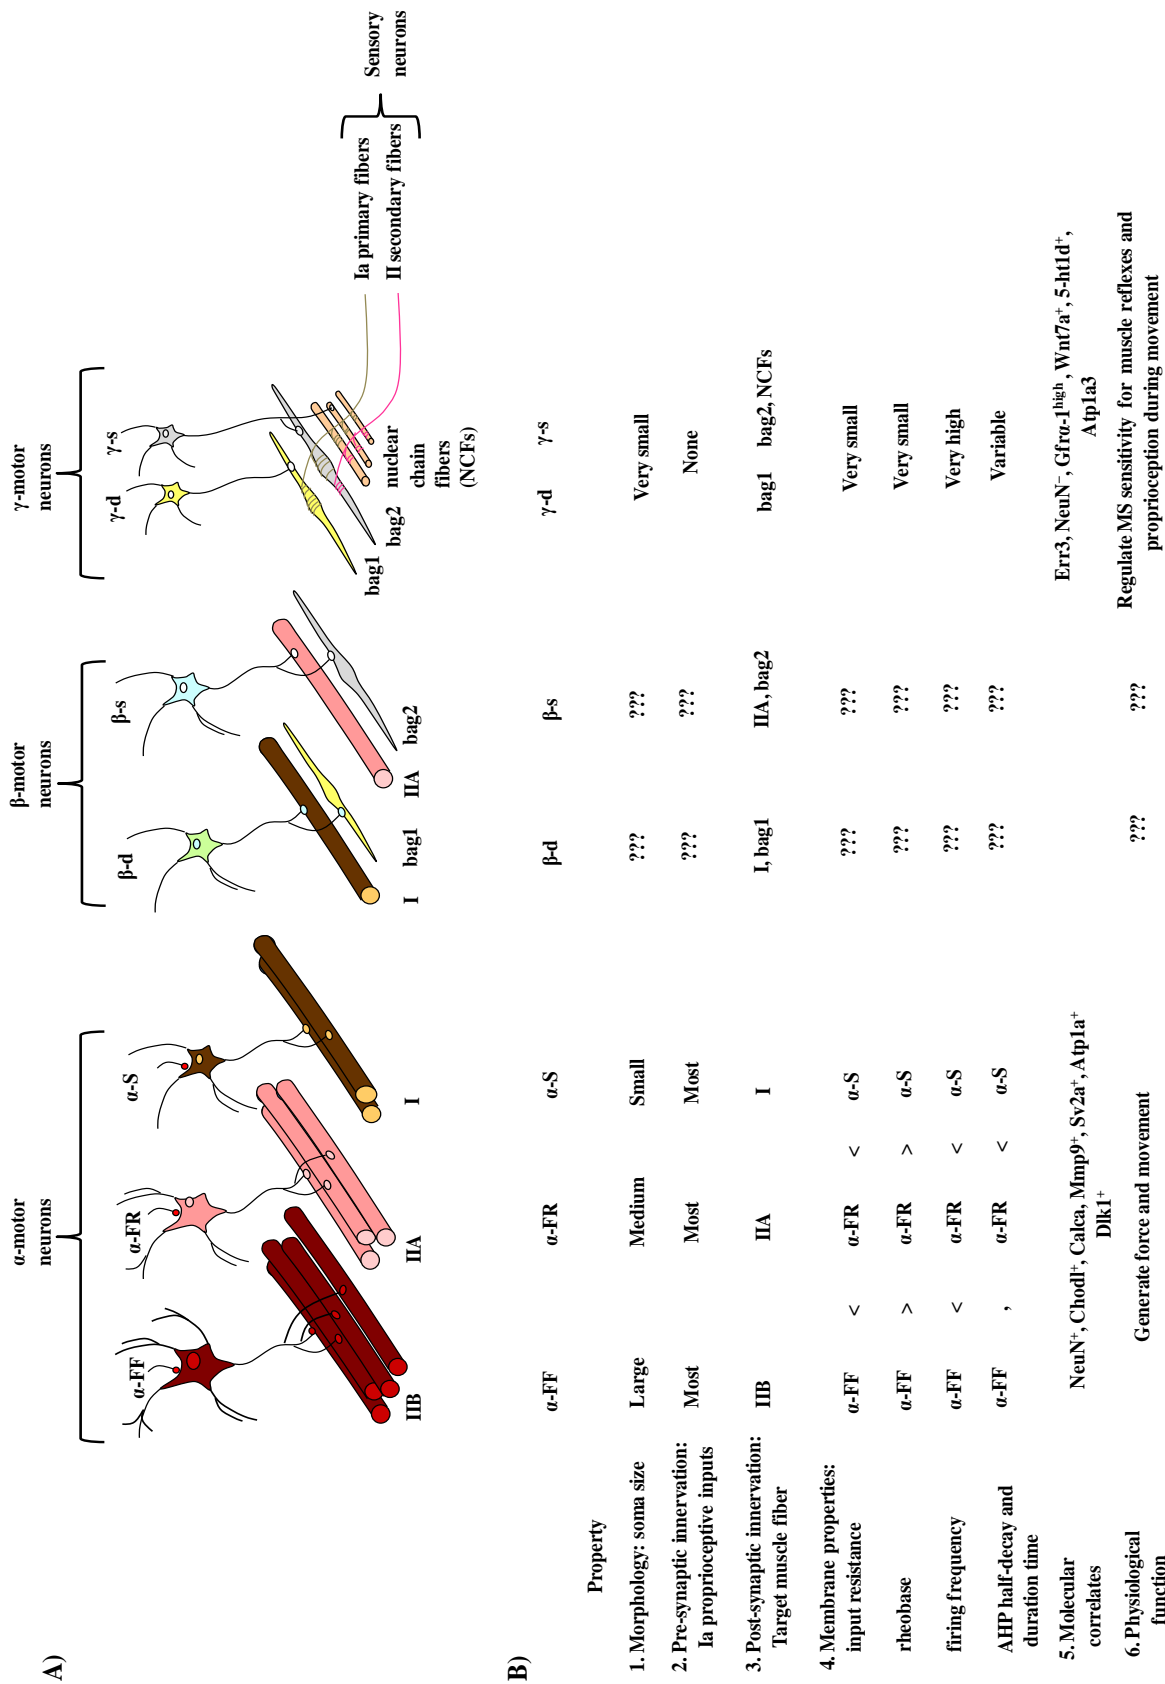 A)
α-motor
neurons
β-motor
neurons
γ-motor
neurons
α-FF
α-FR
α-S
β-d
β-s
γ-d
γ-s
IIB
IIA
I
I
bag1
IIA
bag2
bag1
bag2
nuclear
chain
fibers
(NCFs)
Ia primary fibers
II secondary fibers
Sensory
neurons
B)
α-FF α-FR α-S β-d β-s γ-d γ-s
Property
1. Morphology: soma size Large Medium Small ??? ??? Very small
2. Pre-synaptic innervation: Most Most Most ??? ??? None
Ia proprioceptive inputs
3. Post-synaptic innervation: IIB IIA I I, bag1 IIA, bag2 bag1 bag2, NCFs
Target muscle fiber
4. Membrane properties:
input resistance α-FF < α-FR < α-S ??? ??? Very small
rheobase α-FF > α-FR > α-S ??? ??? Very small
firing frequency α-FF < α-FR < α-S ??? ??? Very high
AHP half-decay and α-FF , α-FR < α-S ??? ??? Variable
duration time
5. Molecular NeuN⁺, Chodl⁺, Calca, Mmp9⁺, Sv2a⁺, Atp1a⁺ Err3, NeuN⁻, Gfrα-1ʰⁱᵍʰ, Wnt7a⁺, 5-ht1d⁺,
correlates Dlk1⁺ Atp1a3
6. Physiological Generate force and movement ??? ??? Regulate MS sensitivity for muscle reflexes and
function proprioception during movement